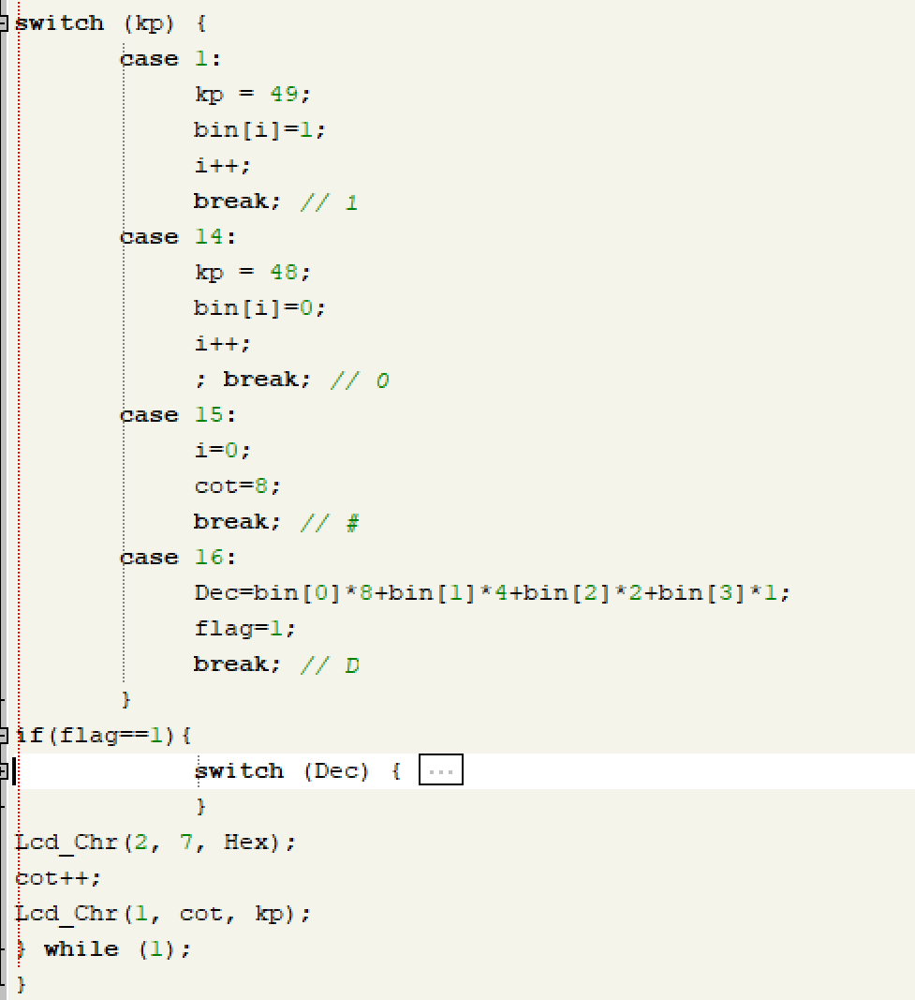 switch (kp) {
case 1:
kp = 49;
bin[i]=1;
i++;
break; // 1
case 14:
kp = 48;
bin[i]=0;
i++;
; break; // 0
case 15:
i=0;
cot=8;
break; // #
case 16:
Dec=bin[0]*8+bin[1]*4+bin[2]*2+bin[3]*1;
flag=1;
break; // D
}
if(flag==1){
switch (Dec) { ...
}
Lcd_Chr(2, 7, Hex);
cot++;
Lcd_Chr(1, cot, kp);
} while (1);
}